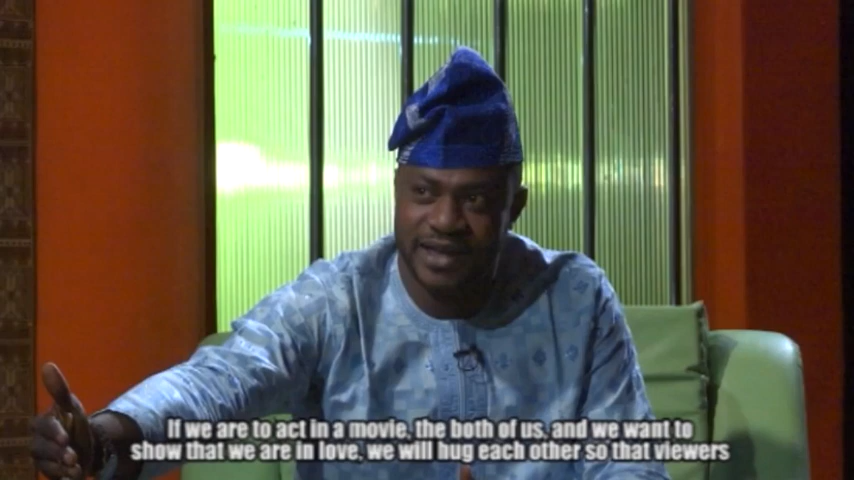 If we are to act in a movie, the both of us, and we want to
show that we are in love, we will hug each other so that viewers